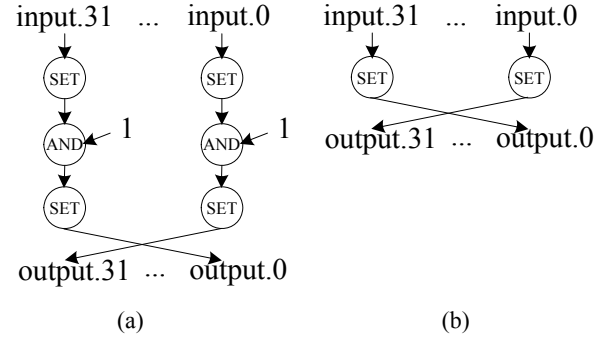 input.31 ... input.0 input.31 ... input.0
SET SET SET SET
AND 1 AND 1 output.31 ... output.0
SET SET
output.31 ... output.0
(a) (b)